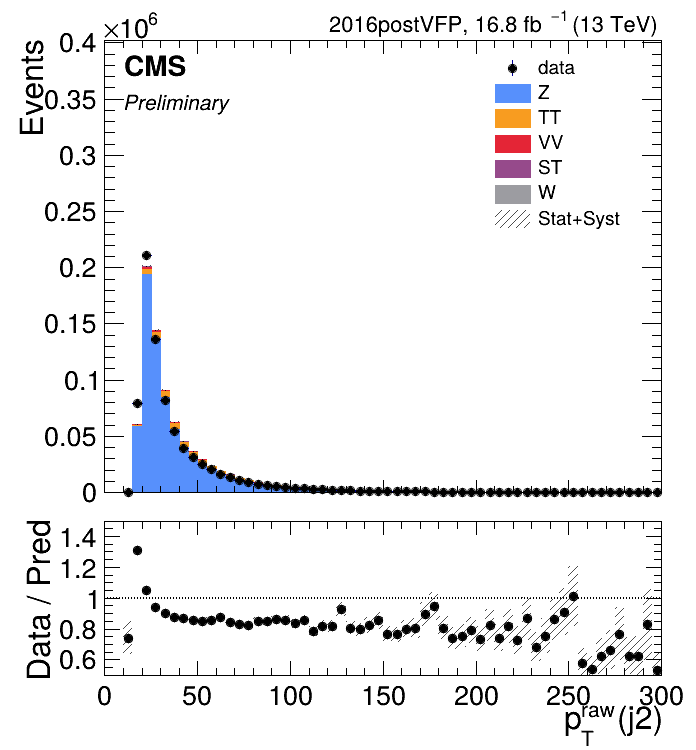 ×10^6
2016postVFP, 16.8 fb^-1 (13 TeV)
CMS
Preliminary
data
Z
TT
VV
ST
W
Stat+Syst
Events
0.4
0.35
0.3
0.25
0.2
0.15
0.1
0.05
0
Data / Pred
1.4
1.2
1
0.8
0.6
0 50 100 150 200 250 300
p_T^raw(j2)